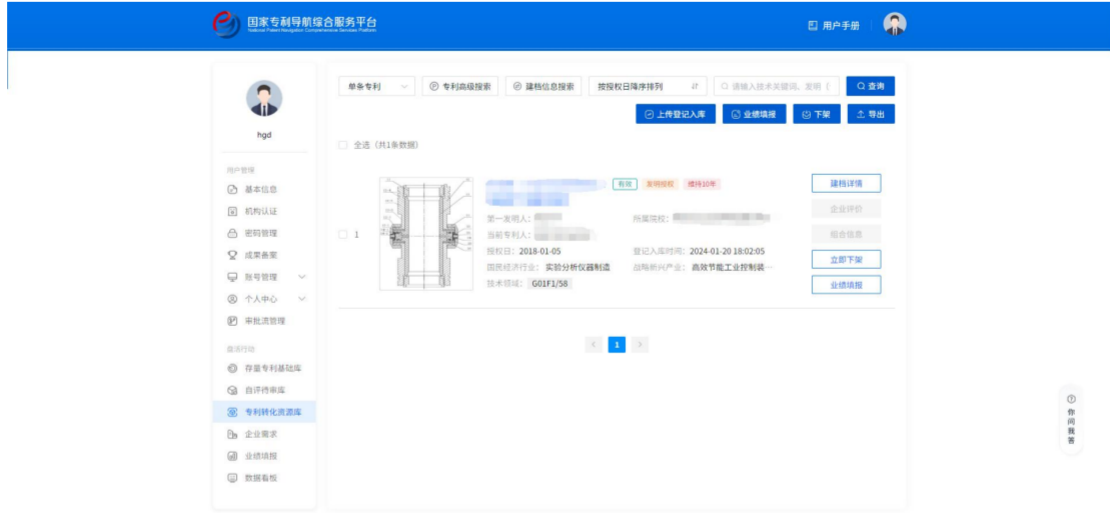 国家专利导航综合服务平台
National Patent Navigation Comprehensive Services Platform
用户手册
hgd
用户管理
基本信息
机构认证
密码管理
成果备案
账号管理
个人中心
审批流管理
盘活行动
存量专利基础库
自评待审库
专利转化资源库
企业需求
业绩填报
数据看板
单条专利
专利高级搜索
建档信息搜索
按授权日降序排列
请输入技术关键词、发明
查询
上传登记入库
业绩填报
下架
导出
全选（共1条数据）
1
有效
发明授权
维持10年
第一发明人：
所属院校：
当前专利人：
授权日：2018-01-05
登记入库时间：2024-01-20 18:02:05
国民经济行业：实验分析仪器制造
战略新兴产业：高效节能工业控制装…
技术领域：G01F1/58
建档详情
企业评价
组合信息
立即下架
业绩填报
1
你问我答